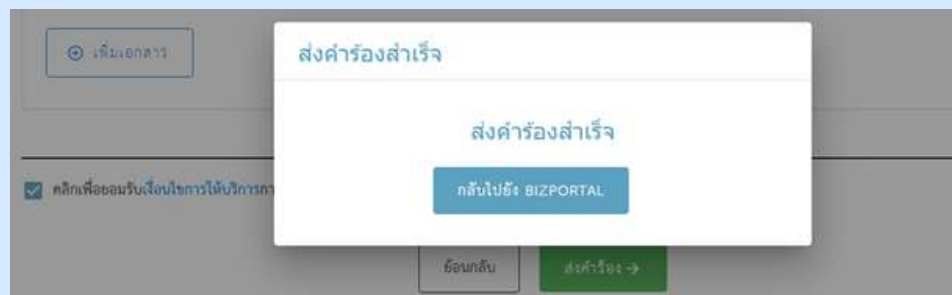 เพิ่มเอกสาร
ส่งคำร้องสำเร็จ
ส่งคำร้องสำเร็จ
กลับไปยัง BIZPORTAL
คลิกเพื่อยอมรับเงื่อนไขการให้บริการ
ย้อนกลับ
ส่งคำร้อง →